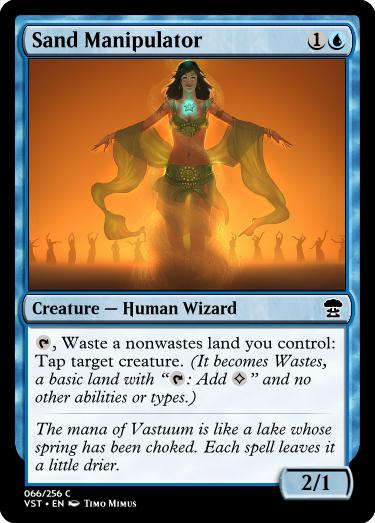 Sand Manipulator 1
Creature — Human Wizard
, Waste a nonwastes land you control:
Tap target creature. (It becomes Wastes,
a basic land with “: Add ” and no
other abilities or types.)
The mana of Vastuum is like a lake whose
spring has been choked. Each spell leaves it
a little drier.
2/1
066/256 C
VST • EN Timo Mimus